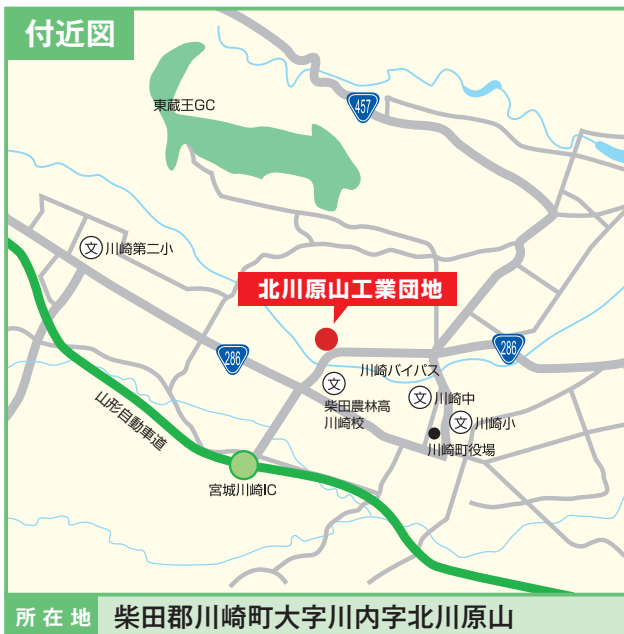 付近図
東蔵王GC
457
文 川崎第二小
北川原山工業団地
286
286
川崎バイパス
文
柴田農林高
川崎校
文 川崎中
文 川崎小
川崎町役場
山形自動車道
宮城川崎IC
所在地 柴田郡川崎町大字川内字北川原山